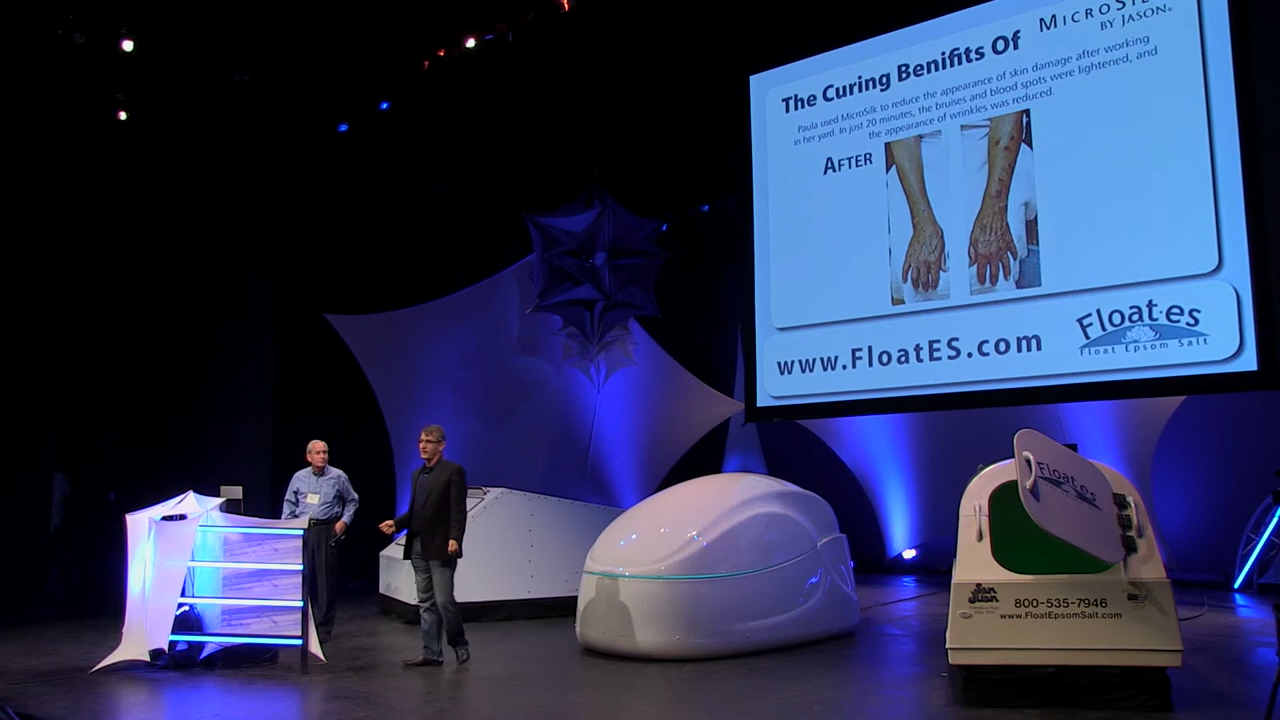 The Curing Benifits Of
BY JASON®
Paula used MicroSilk to reduce the appearance of skin damage after working
in her yard. In just 20 minutes, the bruises and blood spots were lightened, and
the appearance of wrinkles was reduced.
AFTER
www.FloatES.com
Float·es
Float Epsom Salt
Float·es
San Juan
800-535-7946
www.FloatEpsomSalt.com